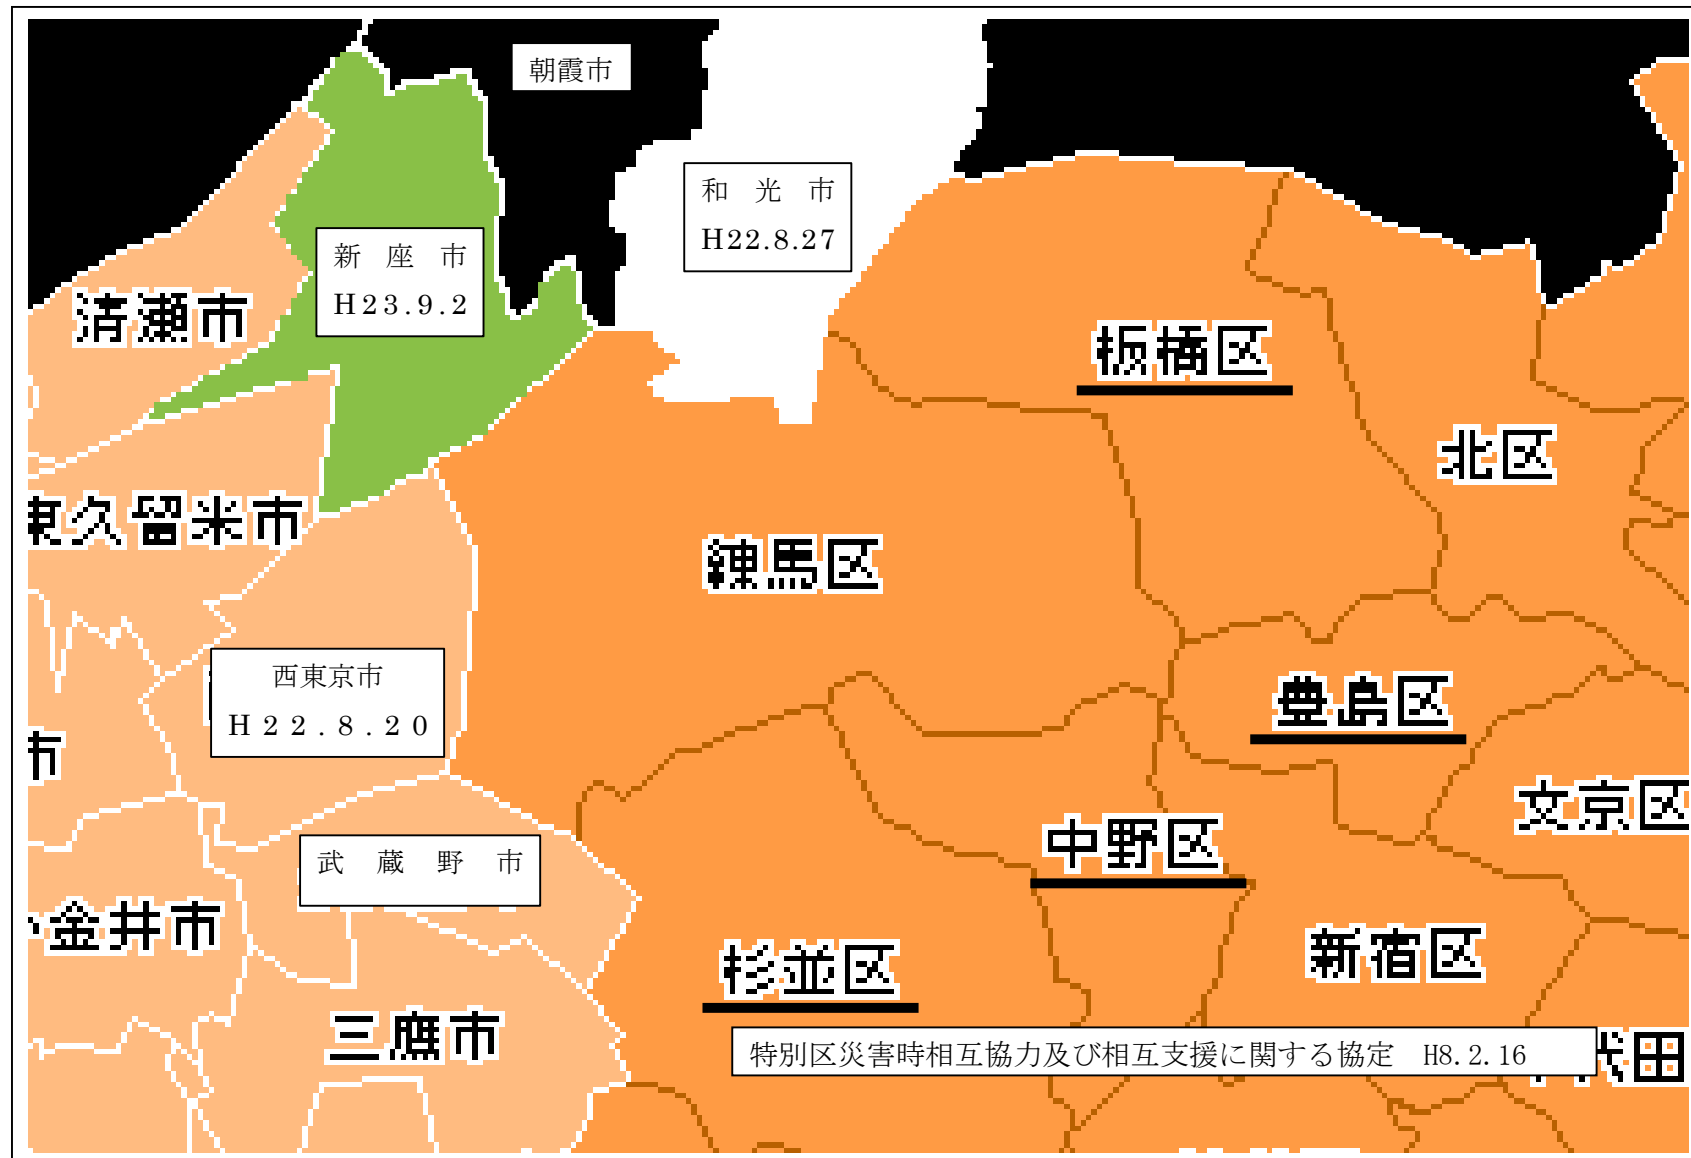 朝霞市
和光市
H22.8.27
新座市
H23.9.2
清瀬市
板橋区
北区
東久留米市
練馬区
西東京市
H22.8.20
豊島区
市
文京区
武蔵野市
中野区
金井市
杉並区
新宿区
三鷹市
特別区災害時相互協力及び相互支援に関する協定　H8.2.16
代田